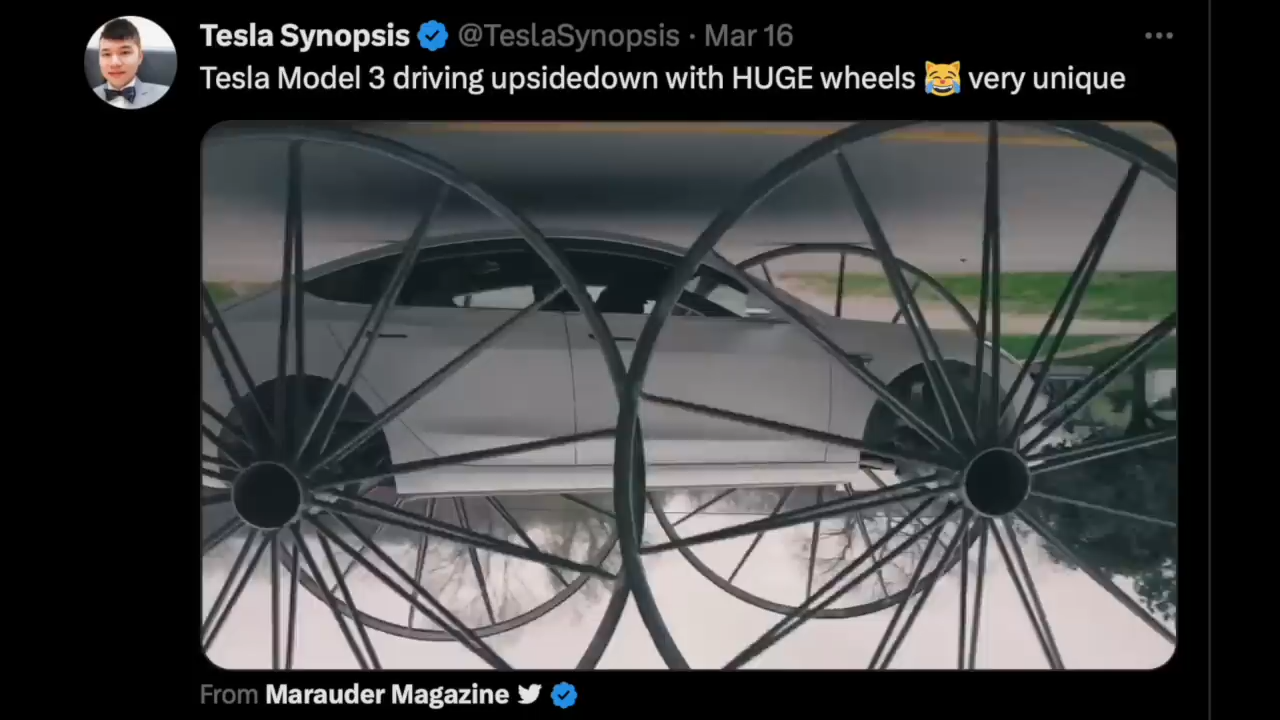 Tesla Synopsis @TeslaSynopsis · Mar 16
Tesla Model 3 driving upsidedown with HUGE wheels 😹 very unique
From Marauder Magazine